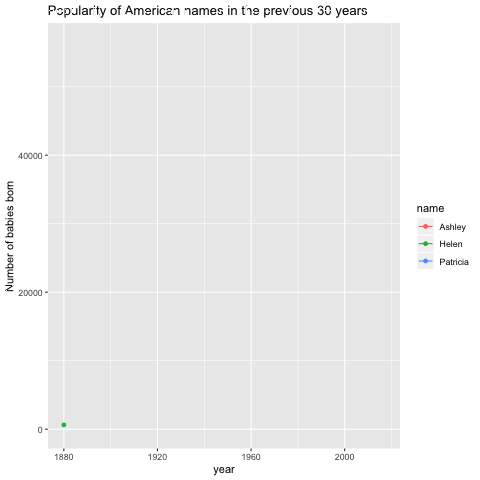 Popularity of American names in the previous 30 years
Number of babies born
40000
20000
0
1880
1920
1960
2000
year
name
Ashley
Helen
Patricia